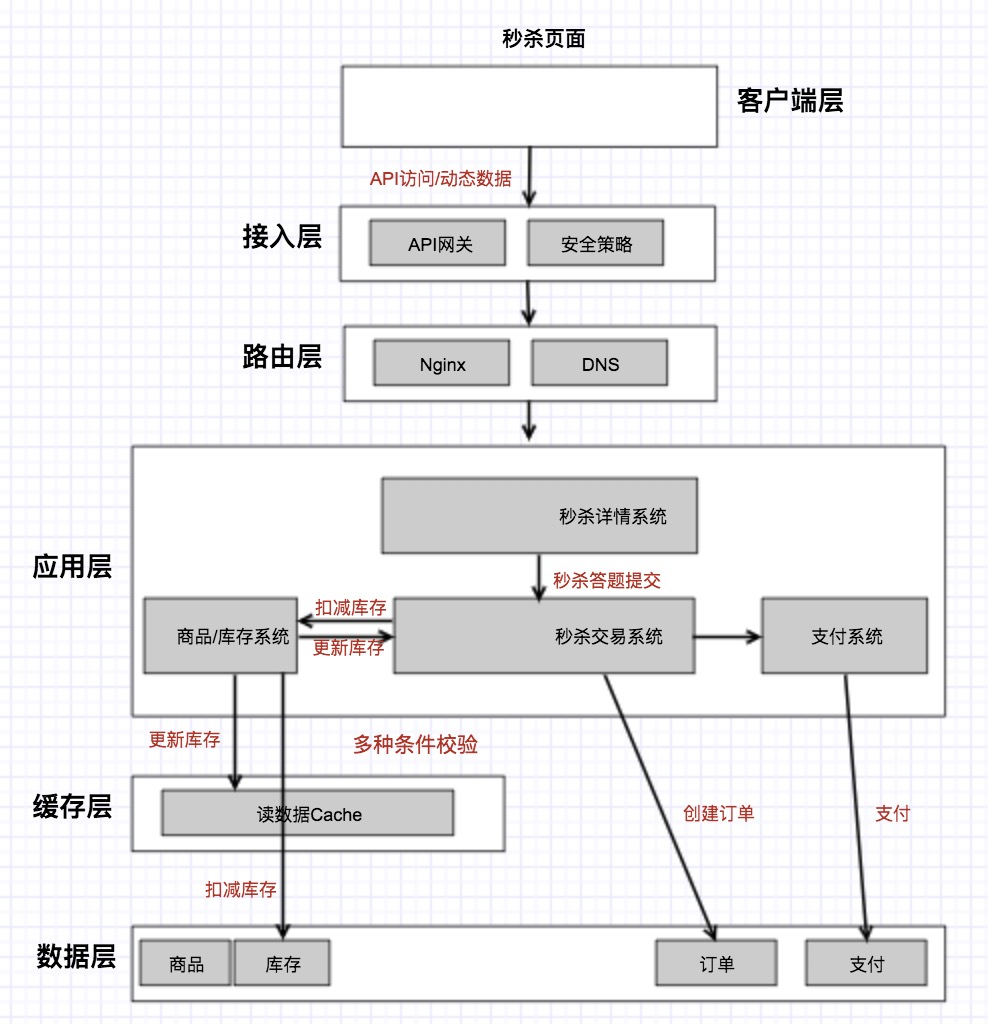 秒杀页面
客户端层
API访问/动态数据
接入层
API网关
安全策略
路由层
Nginx
DNS
秒杀详情系统
应用层
秒杀答题提交
扣减库存
商品/库存系统
秒杀交易系统
支付系统
更新库存
更新库存
多种条件校验
缓存层
读数据Cache
创建订单
支付
扣减库存
数据层
商品
库存
订单
支付